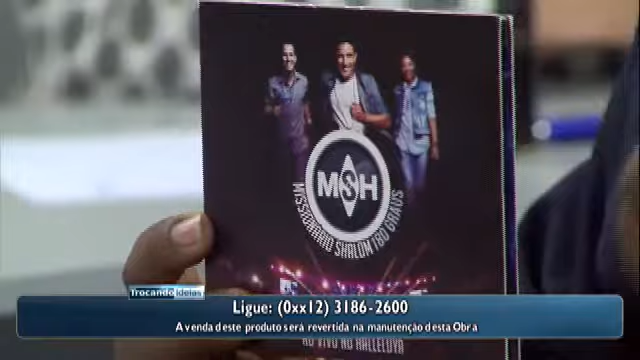 MSH
MISSIONÁRIO SHALOM 180 GRAUS
Trocando ideias
Ligue: (0xx12) 3186-2600
A venda deste produto será revertida na manutenção desta Obra
AO VIVO NO HALLELUYA